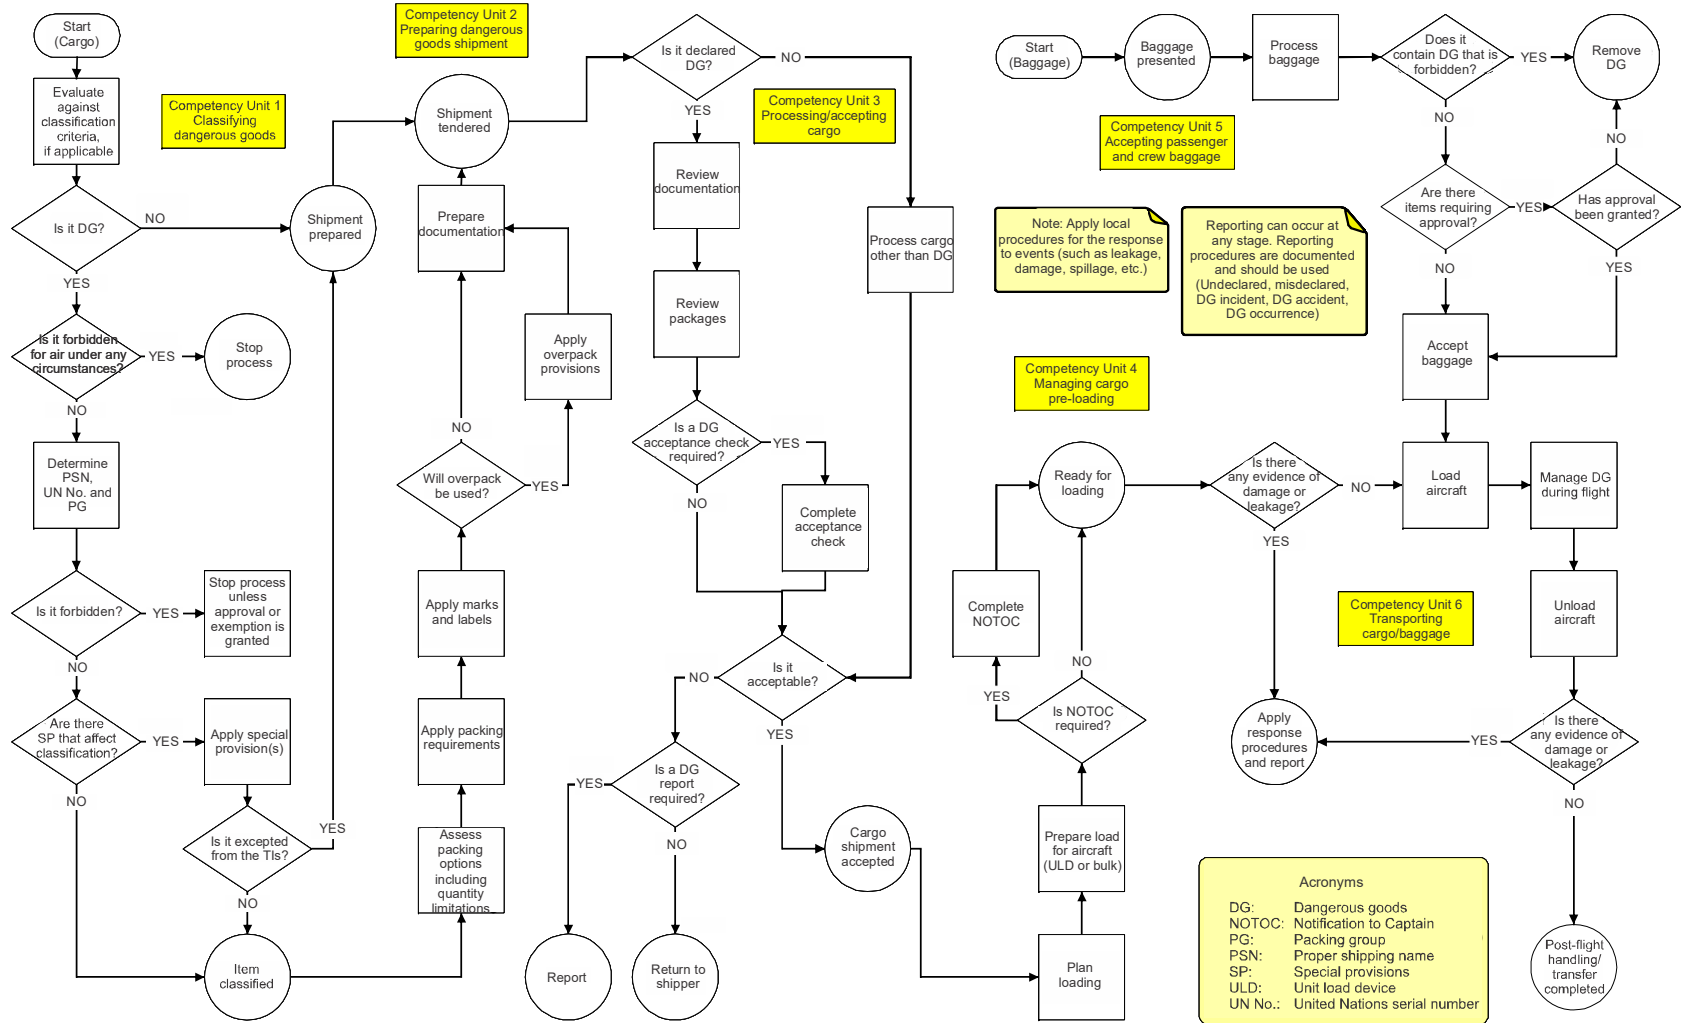 Start
(Cargo)
Evaluate
against
classification
criteria,
if applicable
Competency Unit 1
Classifying
dangerous goods
Is it DG?
NO
YES
Shipment
prepared
Is it forbidden
for air under any
circumstances?
YES
Stop
process
NO
Determine
PSN,
UN No. and
PG
Is it forbidden?
YES
Stop process
unless
approval or
exemption is
granted
NO
Are there
SP that affect
classification?
YES
Apply special
provision(s)
NO
Is it excepted
from the TIs?
YES
NO
Item
classified
Competency Unit 2
Preparing dangerous
goods shipment
Shipment
tendered
Prepare
documentation
Apply
overpack
provisions
NO
Will overpack
be used?
YES
Apply marks
and labels
Apply packing
requirements
Assess
packing
options
including
quantity
limitations
Is it declared
DG?
NO
YES
Competency Unit 3
Processing/accepting
cargo
Review
documentation
Process cargo
other than DG
Review
packages
Is a DG
acceptance check
required?
YES
NO
Complete
acceptance
check
Is it
acceptable?
NO
YES
Is a DG
report
required?
YES
NO
Cargo
shipment
accepted
Report
Return to
shipper
Competency Unit 4
Managing cargo
pre-loading
Ready for
loading
Complete
NOTOC
NO
YES
Is NOTOC
required?
Prepare load
for aircraft
(ULD or bulk)
Plan
loading
Start
(Baggage)
Baggage
presented
Process
baggage
Does it
contain DG that is
forbidden?
YES
Remove
DG
NO
NO
Competency Unit 5
Accepting passenger
and crew baggage
Are there
items requiring
approval?
YES
Has approval
been granted?
NO
YES
Note: Apply local
procedures for the response
to events (such as leakage,
damage, spillage, etc.)
Reporting can occur at
any stage. Reporting
procedures are documented
and should be used
(Undeclared, misdeclared,
DG incident, DG accident,
DG occurrence)
Accept
baggage
Is there
any evidence of
damage or
leakage?
NO
YES
Load
aircraft
Manage DG
during flight
Competency Unit 6
Transporting
cargo/baggage
Unload
aircraft
Apply
response
procedures
and report
YES
Is there
any evidence of
damage or
leakage?
NO
Post-flight
handling/
transfer
completed
Acronyms
DG: Dangerous goods
NOTOC: Notification to Captain
PG: Packing group
PSN: Proper shipping name
SP: Special provisions
ULD: Unit load device
UN No.: United Nations serial number